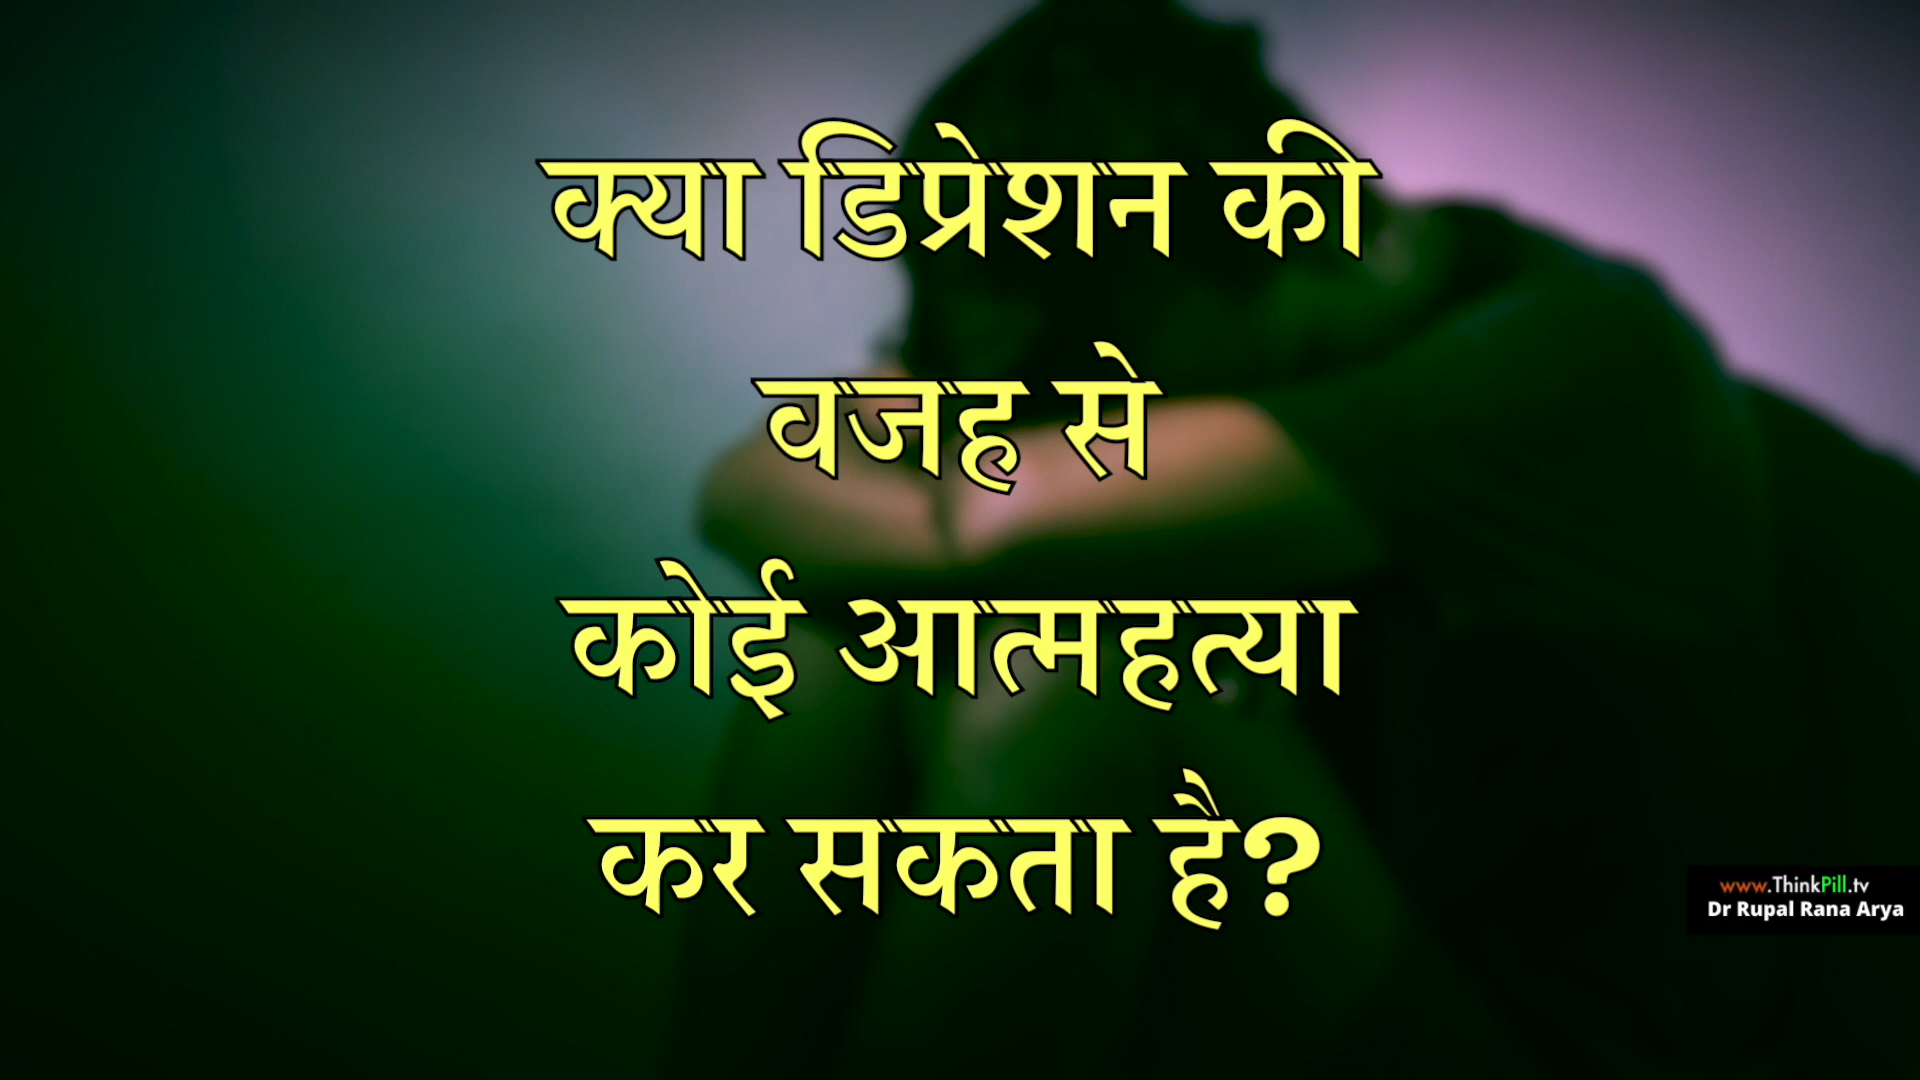 क्या डिप्रेशन की
वजह से
कोई आत्महत्या
कर सकता है?
www.ThinkPill.tv
Dr Rupal Rana Arya